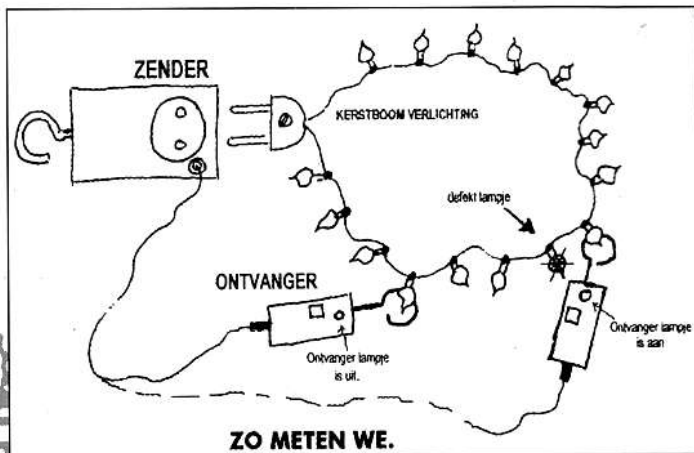 ZENDER
KERSTBOOM VERLICHTING
defekt lampje
ONTVANGER
Ontvanger lampje
is uit.
Ontvanger lampje
is aan
ZO METEN WE.